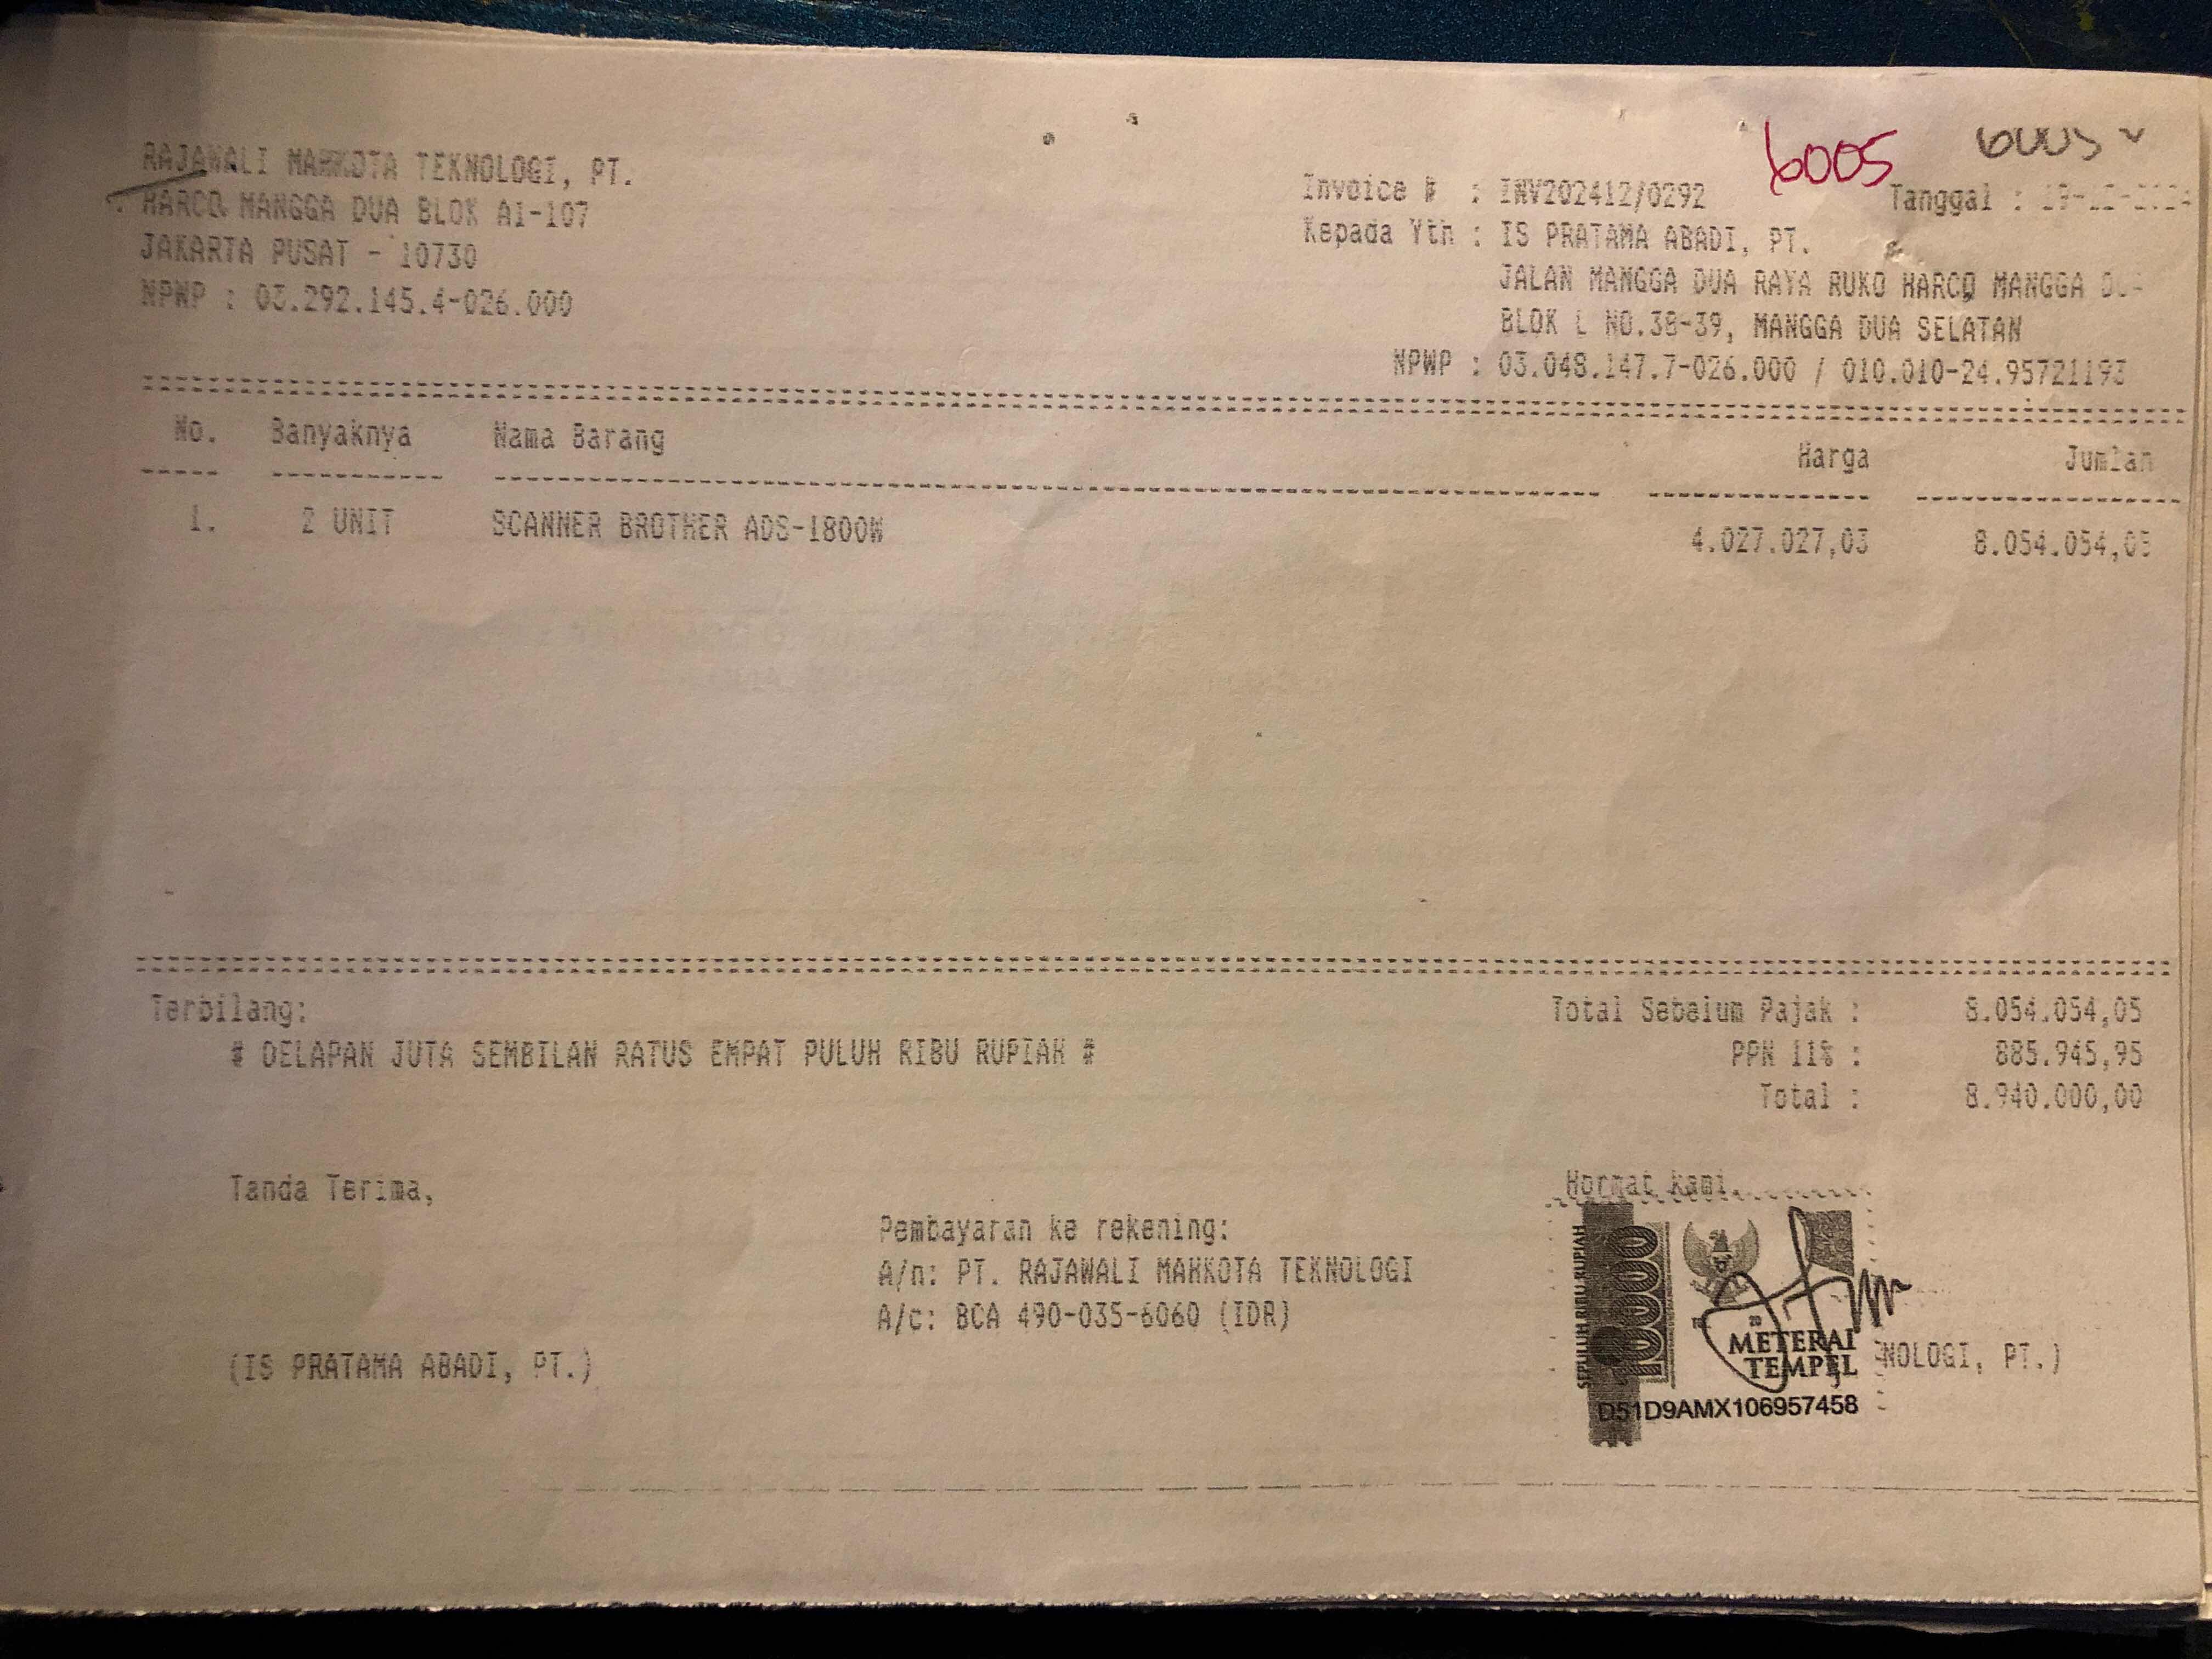 6005 6005
RAJAWALI MAHKOTA TEKNOLOGI, PT.
HARCO MANGGA DUA BLOK A1-107
JAKARTA PUSAT - 10730
NPWP : 03.292.145.4-026.000
Invoice # : INV202412/0292 Tanggal :
Kepada Yth : IS PRATAMA ABADI, PT.
JALAN MANGGA DUA RAYA RUKO HARCO MANGGA
BLOK L NO.38-39, MANGGA DUA SELATAN
NPWP : 03.048.147.7-026.000 / 010.010-24.95721193
No. Banyaknya Nama Barang Harga Jumlah
1. 2 UNIT SCANNER BROTHER ADS-1800W 4.027.027,03 8.054.054,05
Terbilang:
# DELAPAN JUTA SEMBILAN RATUS EMPAT PULUH RIBU RUPIAH #
Total Sebelum Pajak : 8.054.054,05
PPN 11% : 885.945,95
Total : 8.940.000,00
Tanda Terima,
(IS PRATAMA ABADI, PT.)
Pembayaran ke rekening:
A/n: PT. RAJAWALI MAHKOTA TEKNOLOGI
A/c: BCA 490-035-6060 (IDR)
Hormat kami,
SEPULUH RIBU RUPIAH
10000
METERAI
TEMPEL
NOLOGI, PT.)
D51D9AMX106957458